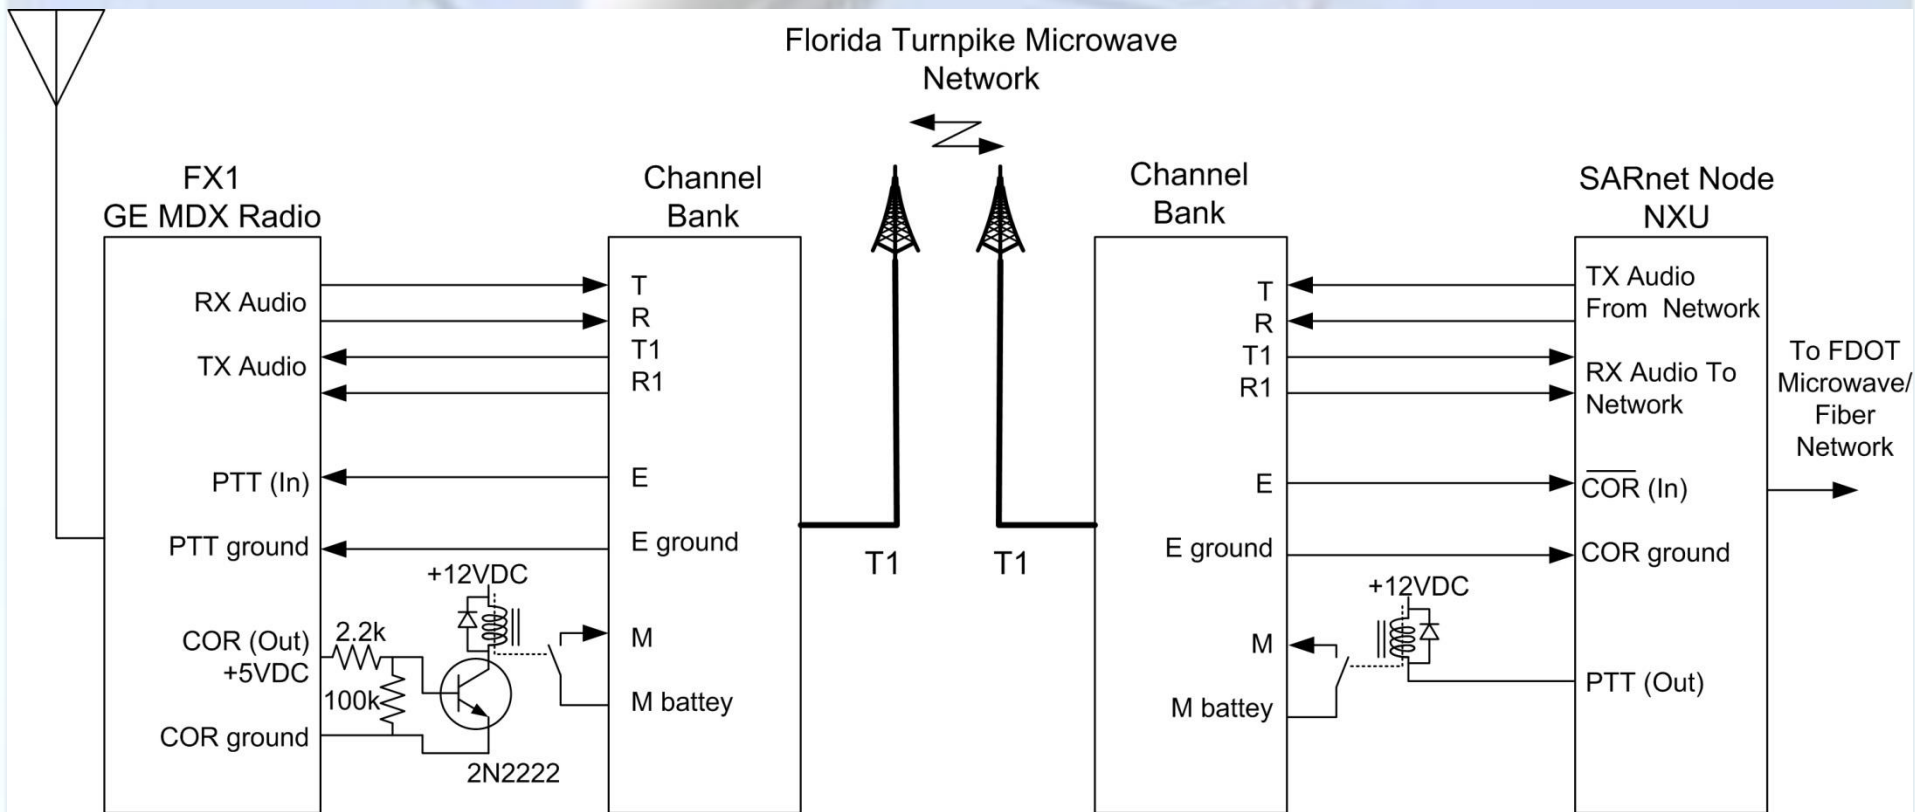 Florida Turnpike Microwave
Network
FX1
GE MDX Radio
Channel
Bank
Channel
Bank
SARnet Node
NXU
RX Audio
TX Audio
PTT (In)
PTT ground
COR (Out)
+5VDC
COR ground
2.2k
100k
+12VDC
2N2222
T
R
T1
R1
E
E ground
M
M battey
T1
T1
T
R
T1
R1
E
E ground
M
M battey
+12VDC
TX Audio
From Network
RX Audio To
Network
COR (In)
COR ground
PTT (Out)
To FDOT
Microwave/
Fiber
Network